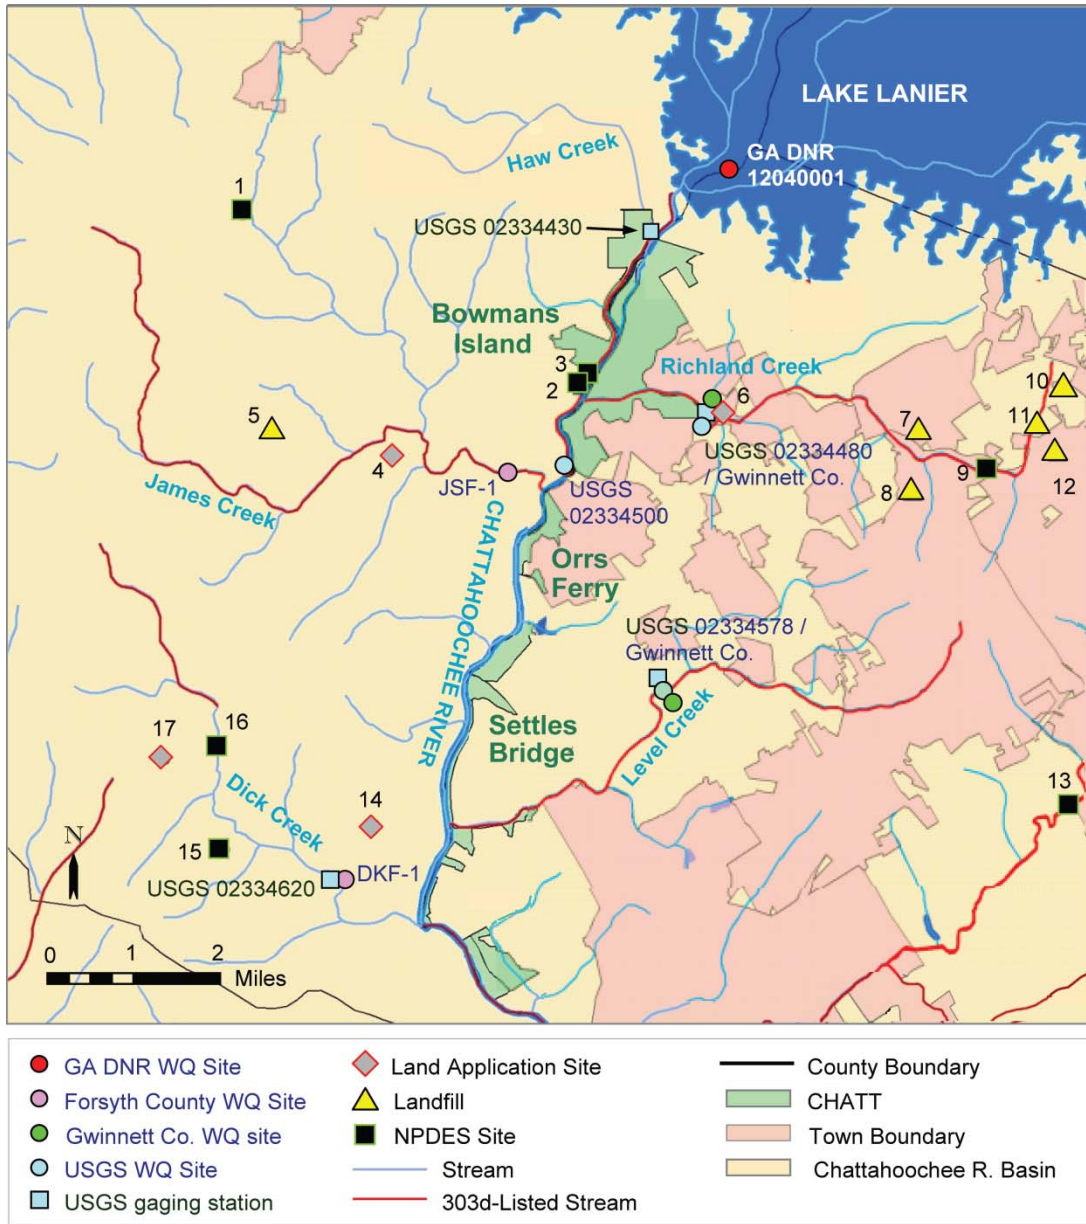 LAKE LANIER
GA DNR
12040001
Haw Creek
1
USGS 02334430
Bowmans
Island
3
2
Richland Creek
6
10
5
7
11
4
USGS 02334480
/ Gwinnett Co.
9
12
8
JSF-1
USGS
02334500
James Creek
CHATTAHOOCHEE RIVER
Orrs
Ferry
USGS 02334578 /
Gwinnett Co.
Settles
Bridge
Level Creek
17
16
13
Dick Creek
14
N
15
USGS 02334620
DKF-1
0 1 2
Miles
GA DNR WQ Site
Forsyth County WQ Site
Gwinnett Co. WQ site
USGS WQ Site
USGS gaging station
Land Application Site
Landfill
NPDES Site
Stream
303d-Listed Stream
County Boundary
CHATT
Town Boundary
Chattahoochee R. Basin